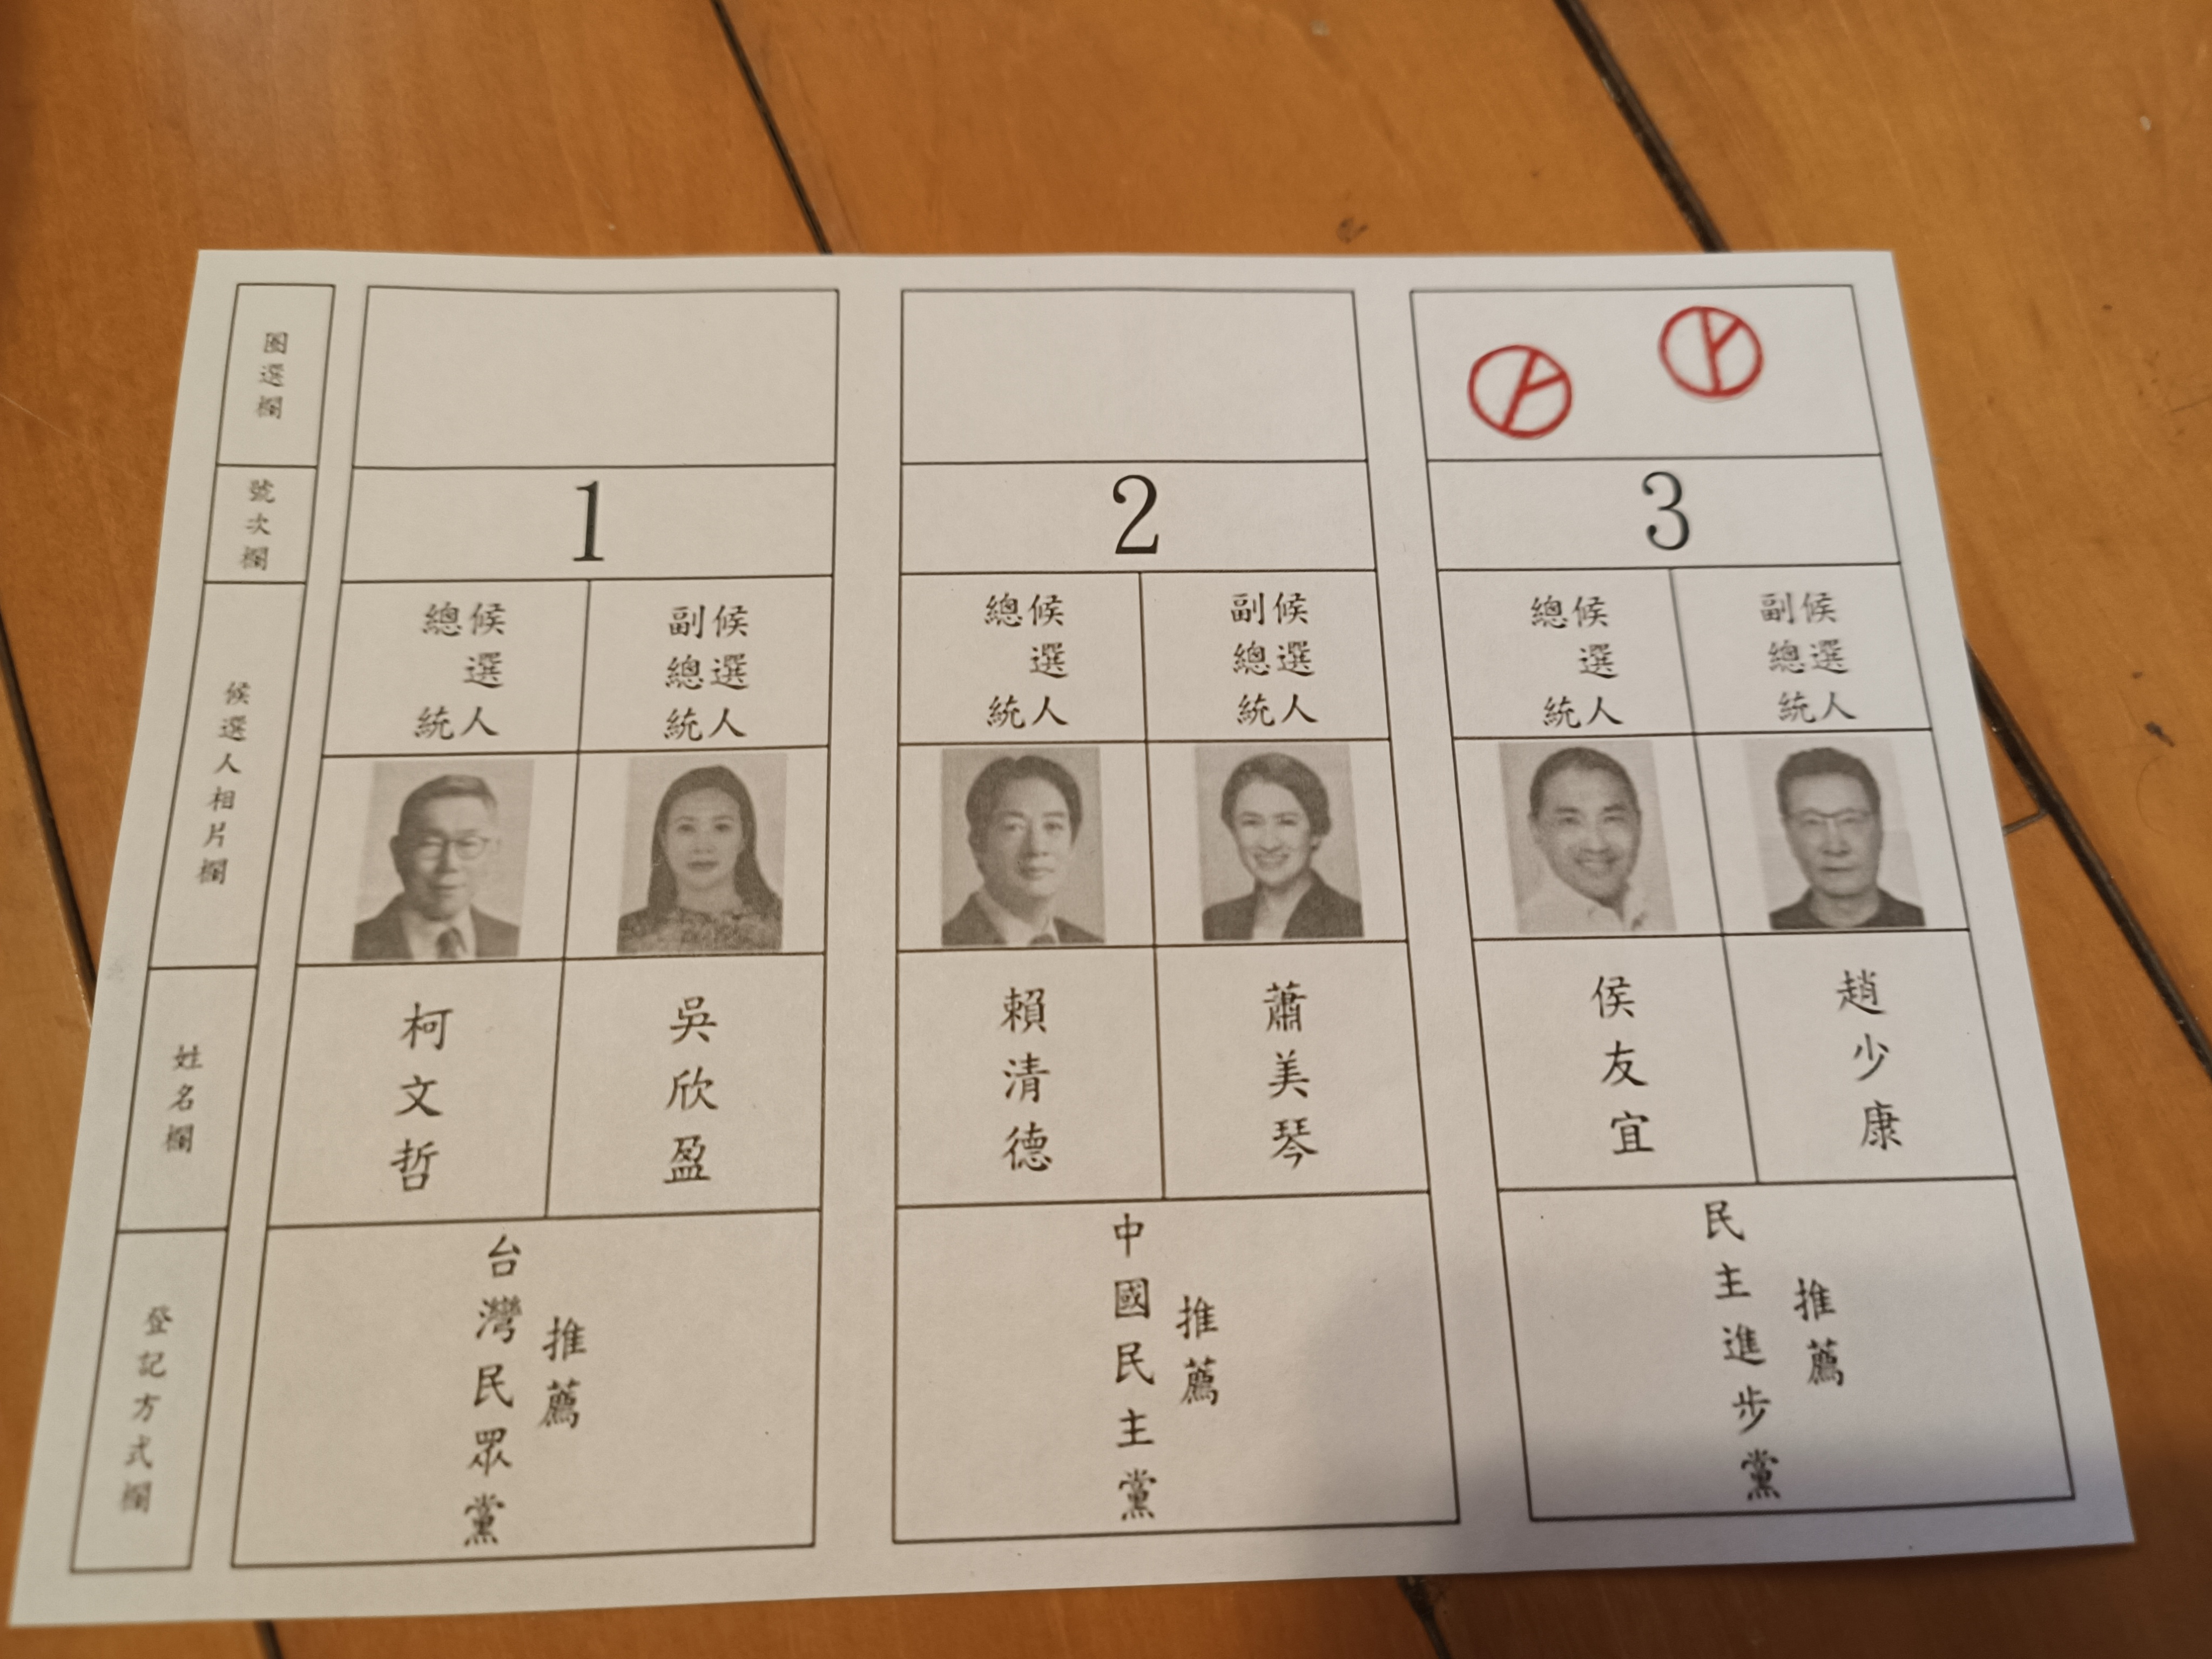 圈選欄
號次欄
候選人相片欄
姓名欄
登記方式欄
1
總統
候選人
副總統
候選人
柯文哲
吳欣盈
台灣民眾黨
推薦
2
總統
候選人
副總統
候選人
賴清德
蕭美琴
中國民主黨
推薦
3
總統
候選人
副總統
候選人
侯友宜
趙少康
民主進步黨
推薦